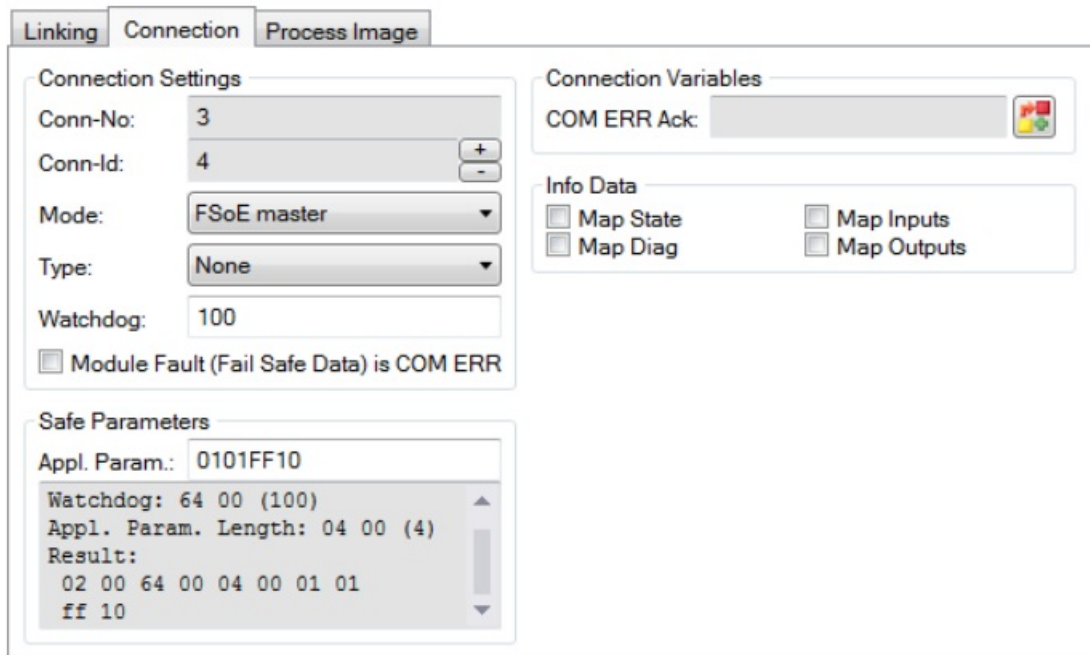 Linking Connection Process Image
Connection Settings
Conn-No: 3
Conn-Id: 4
+
-
Mode: FSoE master
Type: None
Watchdog: 100
Module Fault (Fail Safe Data) is COM ERR
Safe Parameters
Appl. Param.: 0101FF10
Watchdog: 64 00 (100)
Appl. Param. Length: 04 00 (4)
Result:
02 00 64 00 04 00 01 01
ff 10
Connection Variables
COM ERR Ack:
Info Data
Map State Map Inputs
Map Diag Map Outputs